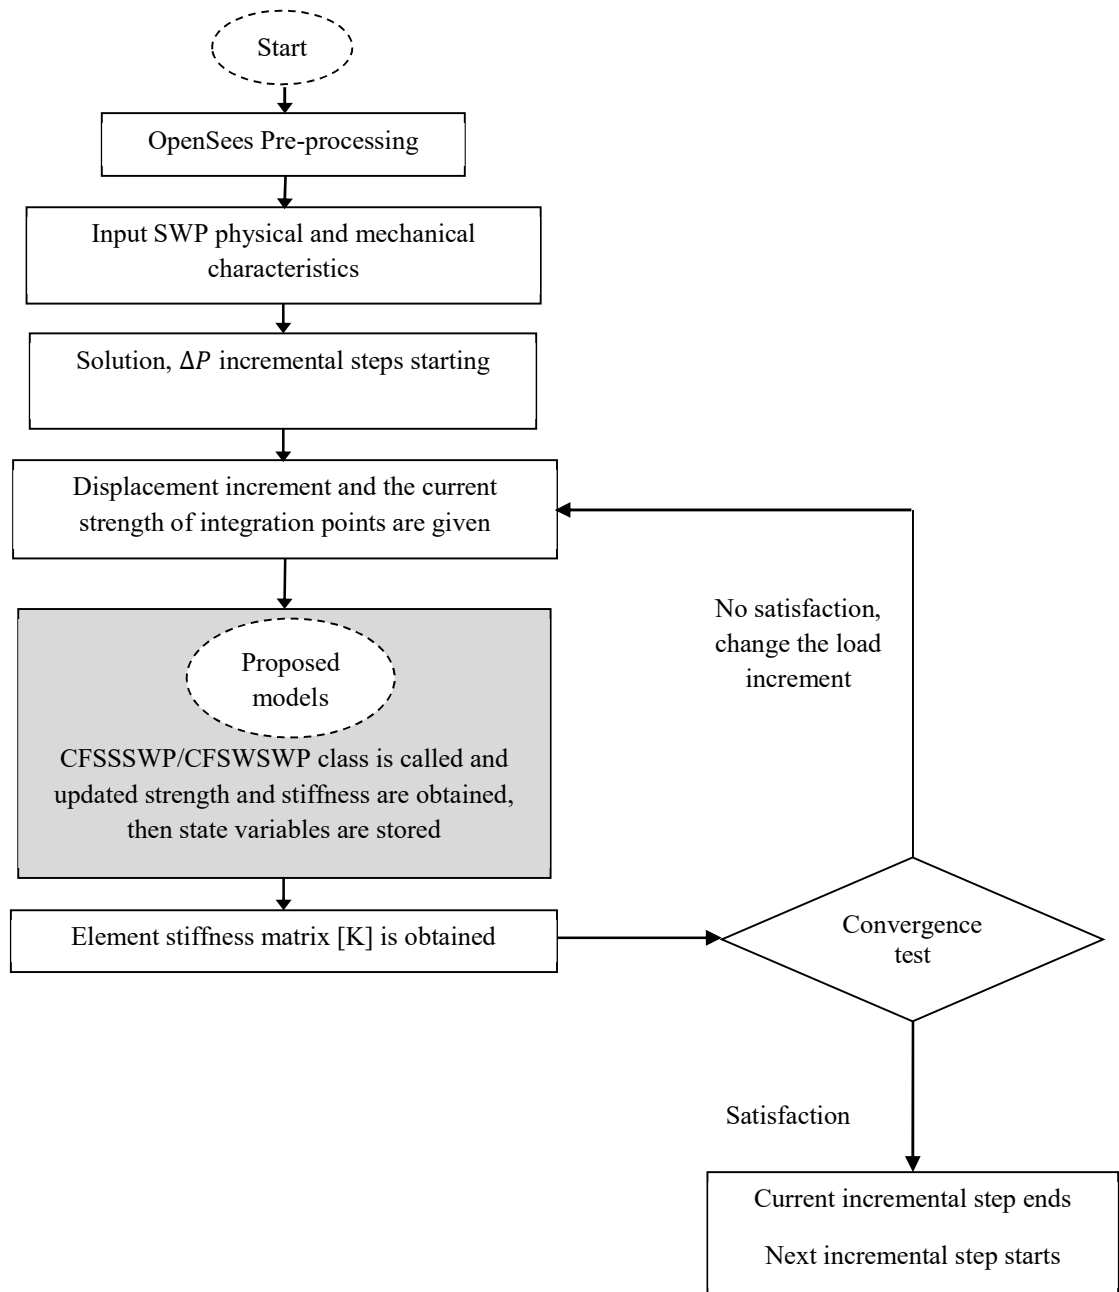 Start
OpenSees Pre-processing
Input SWP physical and mechanical
characteristics
Solution, ΔP incremental steps starting
Displacement increment and the current
strength of integration points are given
No satisfaction,
change the load
increment
Proposed
models
CFSSSWP/CFSWSWP class is called and
updated strength and stiffness are obtained,
then state variables are stored
Element stiffness matrix [K] is obtained
Convergence
test
Satisfaction
Current incremental step ends
Next incremental step starts